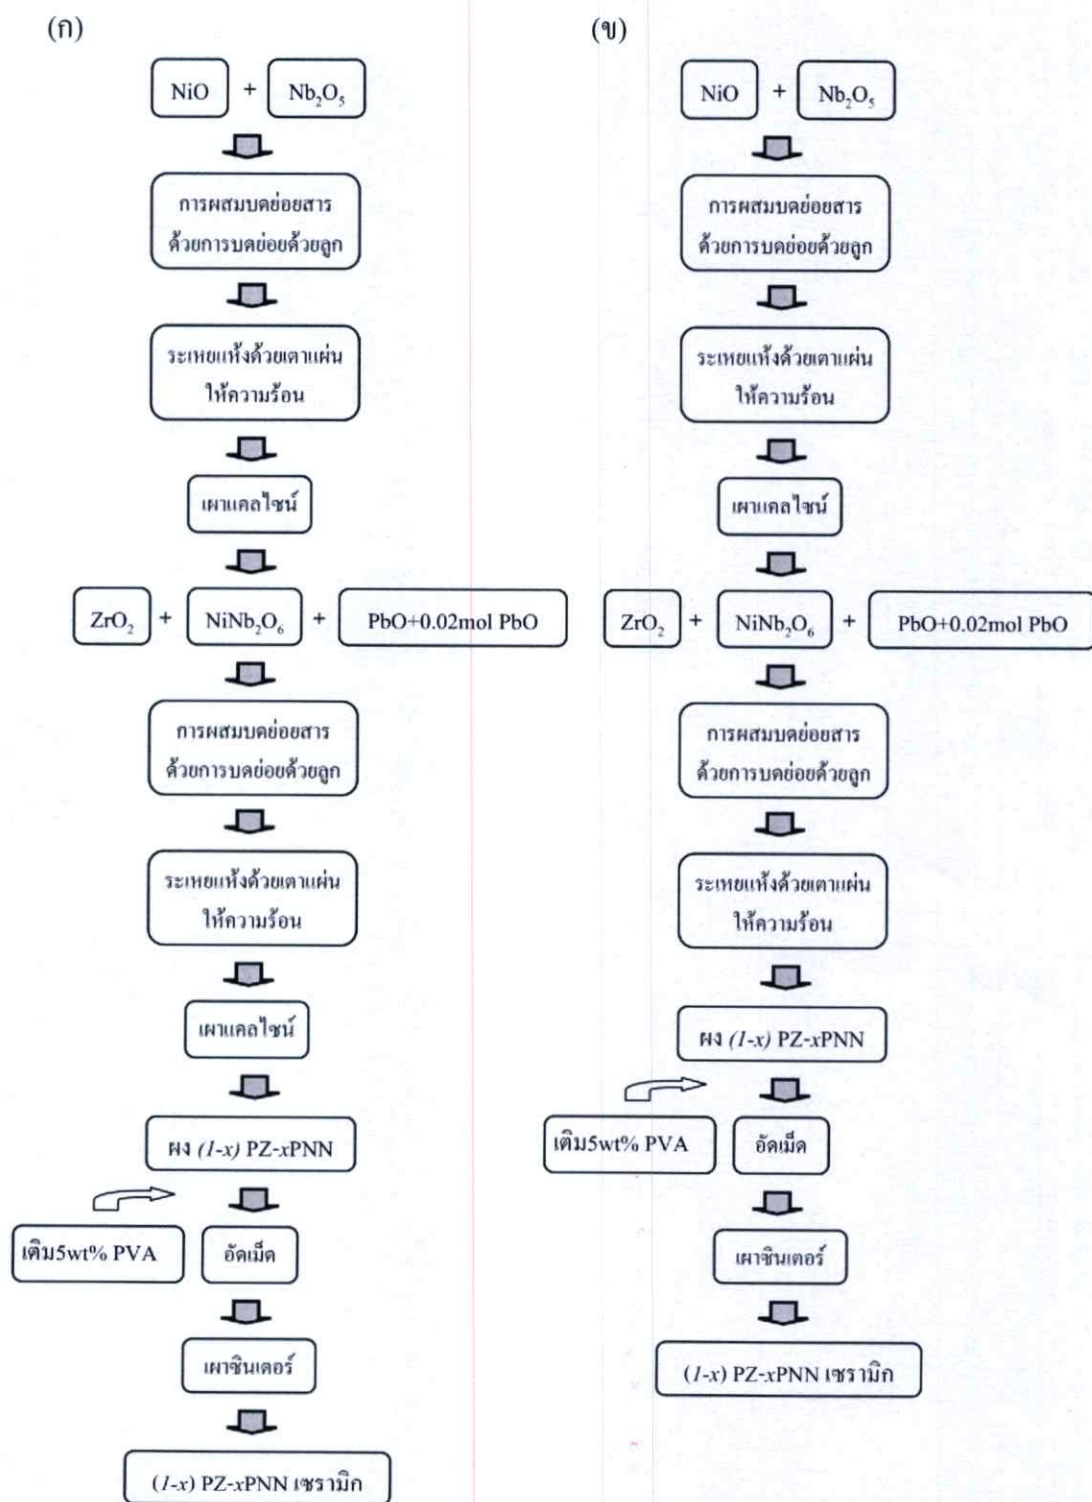 (ก)
NiO + Nb₂O₅
การผสมบดย่อยสาร
ด้วยการบดย่อยด้วยลูก
ระเหยแห้งด้วยเตาแผ่น
ให้ความร้อน
เผาแคลไซน์
ZrO₂ + NiNb₂O₆ + PbO+0.02mol PbO
การผสมบดย่อยสาร
ด้วยการบดย่อยด้วยลูก
ระเหยแห้งด้วยเตาแผ่น
ให้ความร้อน
เผาแคลไซน์
ผง (1-x) PZ-xPNN
เติม5wt% PVA
อัดเม็ด
เผาซินเตอร์
(1-x) PZ-xPNN เซรามิก
(ข)
NiO + Nb₂O₅
การผสมบดย่อยสาร
ด้วยการบดย่อยด้วยลูก
ระเหยแห้งด้วยเตาแผ่น
ให้ความร้อน
เผาแคลไซน์
ZrO₂ + NiNb₂O₆ + PbO+0.02mol PbO
การผสมบดย่อยสาร
ด้วยการบดย่อยด้วยลูก
ระเหยแห้งด้วยเตาแผ่น
ให้ความร้อน
ผง (1-x) PZ-xPNN
เติม5wt% PVA
อัดเม็ด
เผาซินเตอร์
(1-x) PZ-xPNN เซรามิก